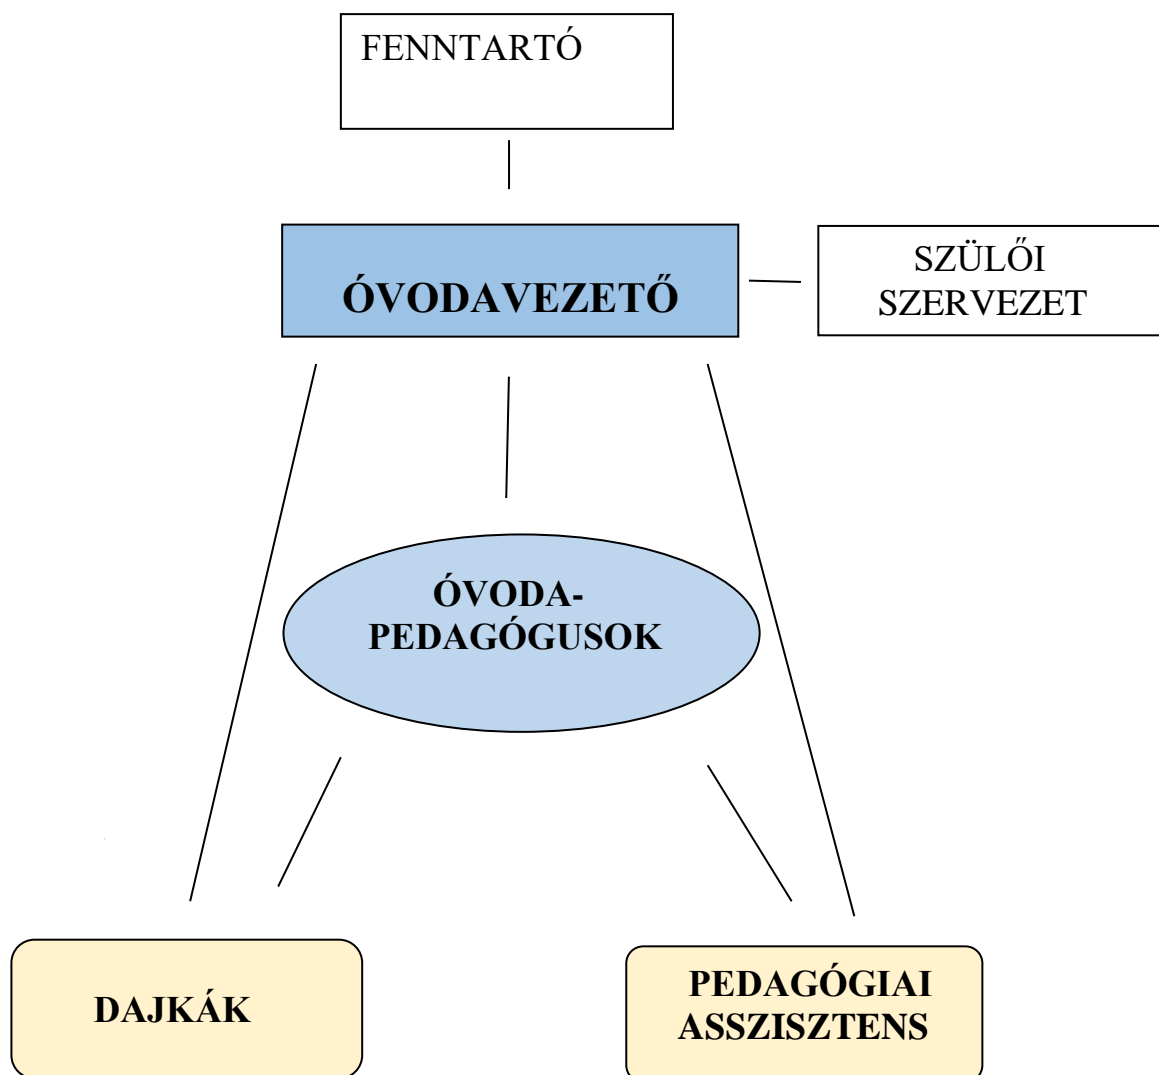 FENNTARTÓ
ÓVODAVEZETŐ
SZÜLŐI
SZERVEZET
ÓVODA-
PEDAGÓGUSOK
DAJKÁK
PEDAGÓGIAI
ASSZISZTENS